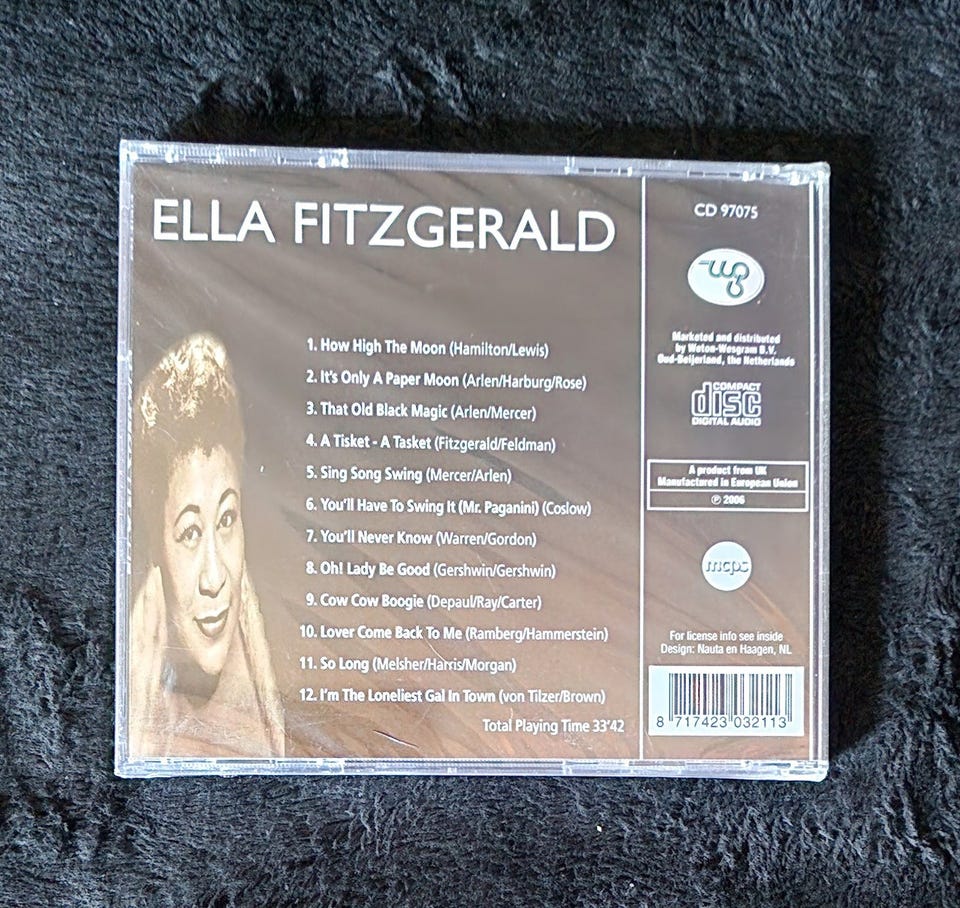 ELLA FITZGERALD
1. How High The Moon (Hamilton/Lewis)
2. It's Only A Paper Moon (Arlen/Harburg/Rose)
3. That Old Black Magic (Arlen/Mercer)
4. A Tisket - A Tasket (Fitzgerald/Feldman)
5. Sing Song Swing (Mercer/Arlen)
6. You'll Have To Swing It (Mr. Paganini) (Coslow)
7. You'll Never Know (Warren/Gordon)
8. Oh! Lady Be Good (Gershwin/Gershwin)
9. Cow Cow Boogie (Depaul/Ray/Carter)
10. Lover Come Back To Me (Ramberg/Hammerstein)
11. So Long (Melsher/Harris/Morgan)
12. I'm The Loneliest Gal In Town (von Tilzer/Brown)
Total Playing Time 33'42
CD 97075
wg
Marketed and distributed
by Weton-Wesgram B.V.
Oud-Beijerland, the Netherlands
COMPACT
disc
DIGITAL AUDIO
A product from UK
Manufactured in European Union
℗ 2006
mcps
For license info see inside
Design: Nauta en Haagen, NL
8 717423 032113